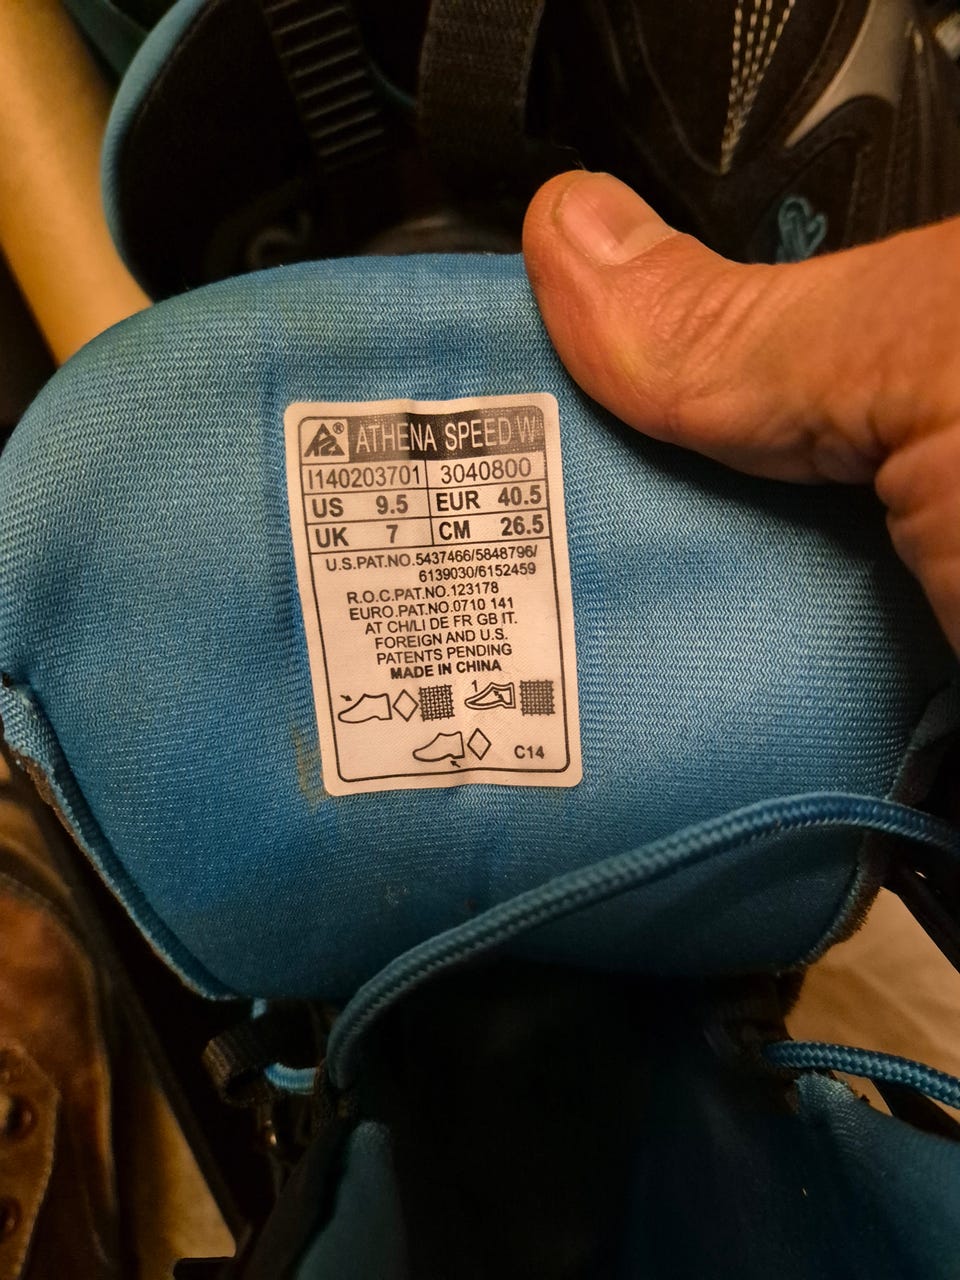 K2® ATHENA SPEED W
I140203701 3040800
US 9.5 EUR 40.5
UK 7 CM 26.5
U.S.PAT.NO.5437466/5848796/
6139030/6152459
R.O.C.PAT.NO.123178
EURO.PAT.NO.0710 141
AT CH/LI DE FR GB IT.
FOREIGN AND U.S.
PATENTS PENDING
MADE IN CHINA
1
C14